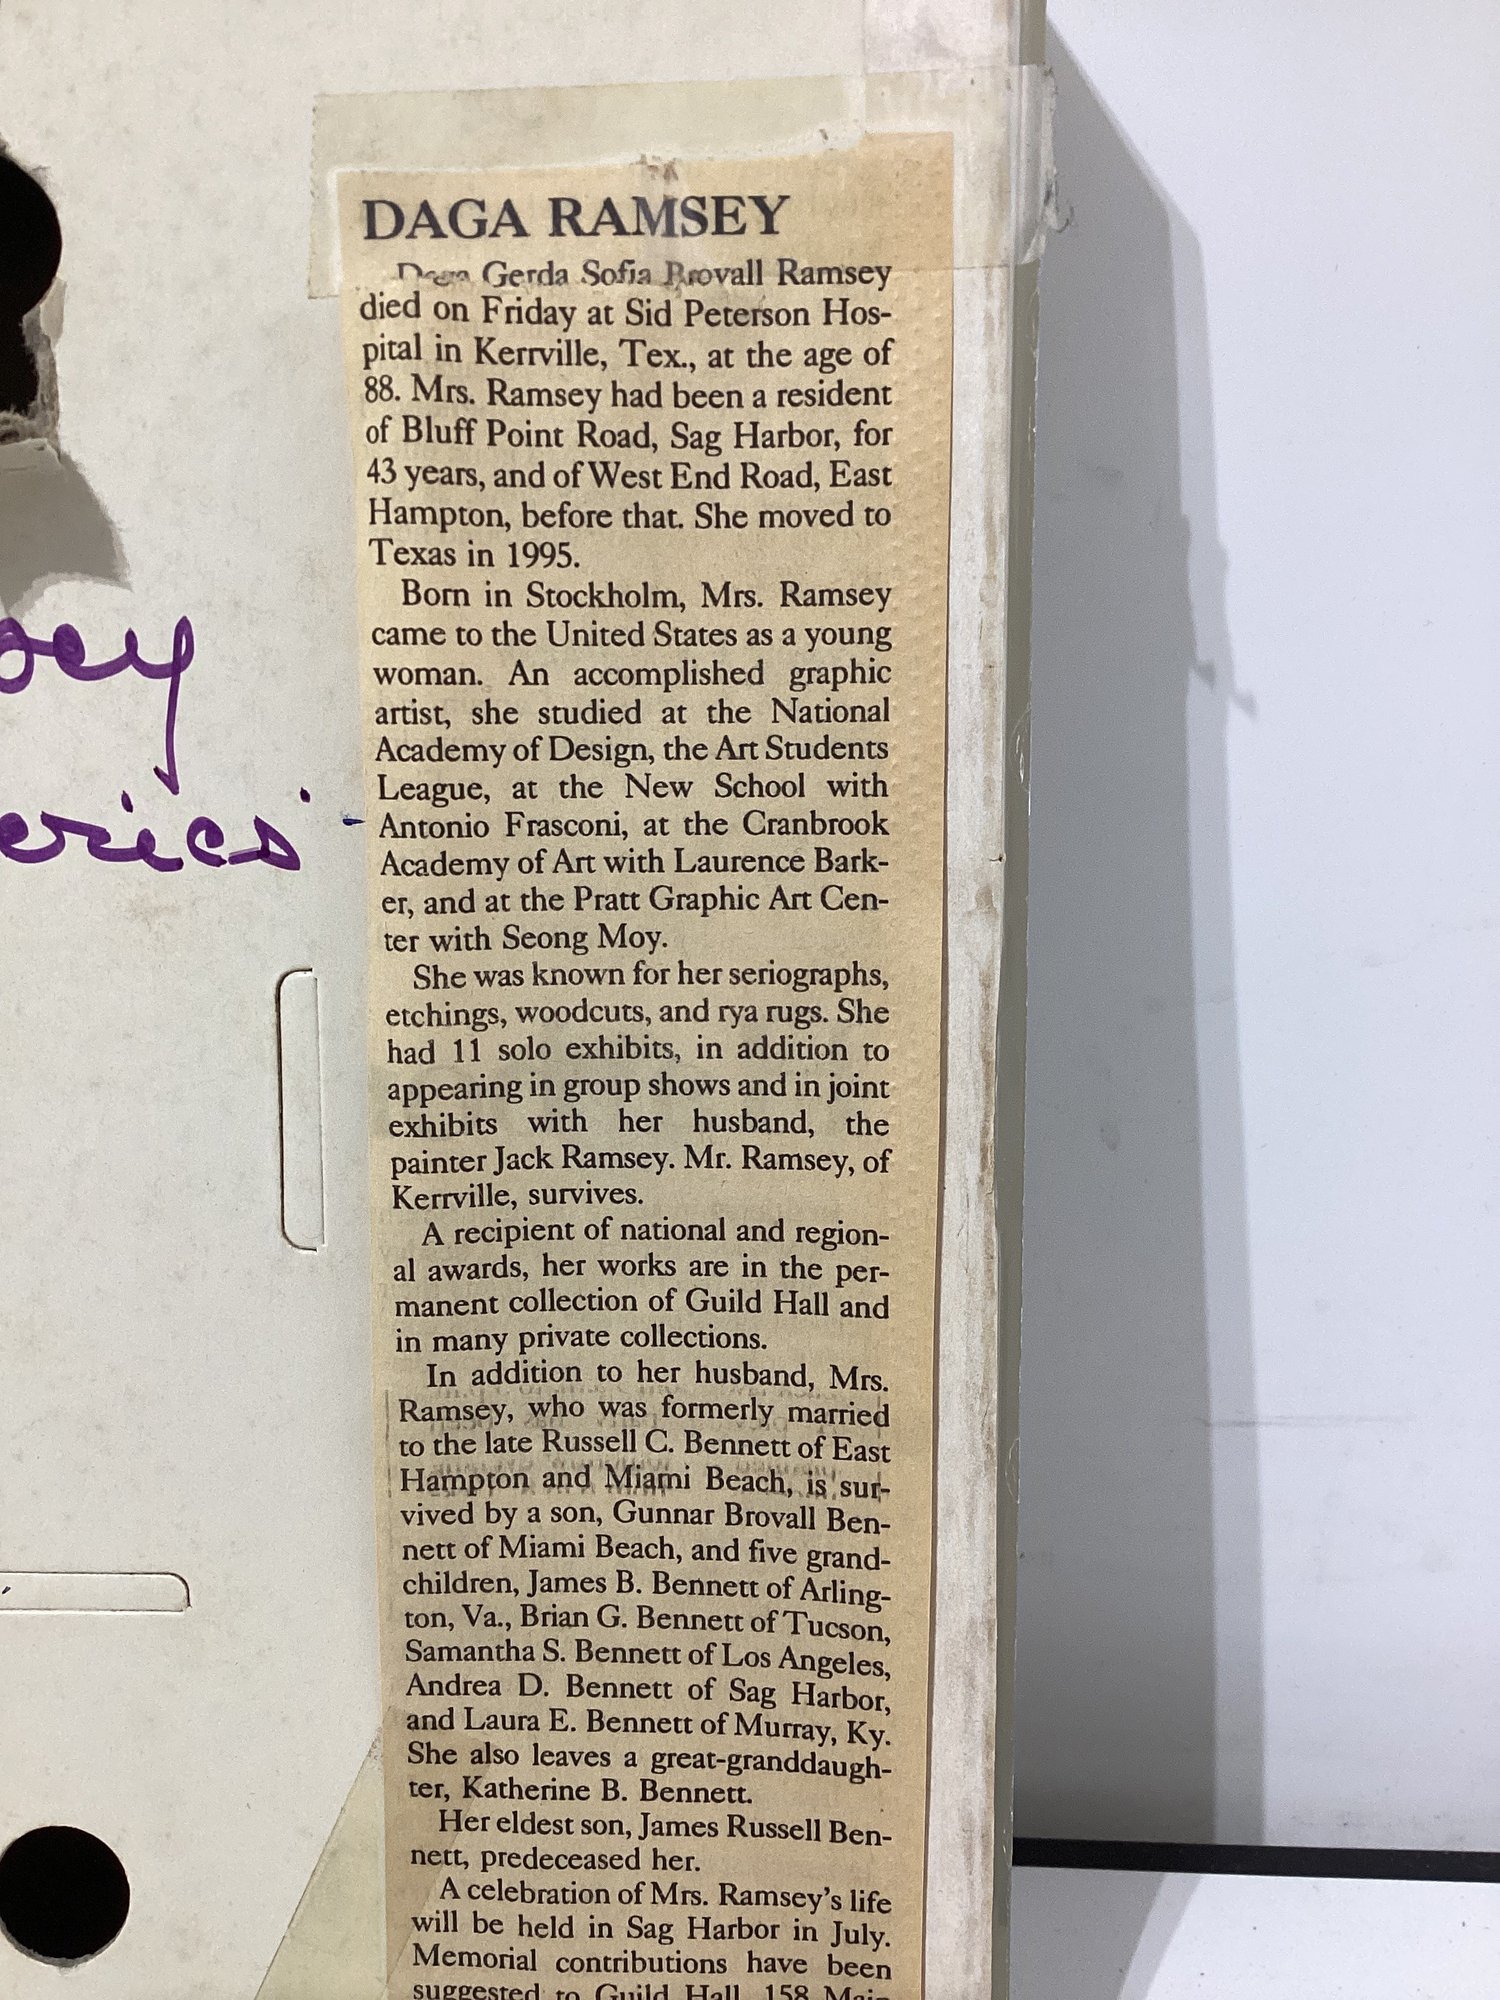 DAGA RAMSEY
Daga Gerda Sofia Brovall Ramsey
died on Friday at Sid Peterson Hos-
pital in Kerrville, Tex., at the age of
88. Mrs. Ramsey had been a resident
of Bluff Point Road, Sag Harbor, for
43 years, and of West End Road, East
Hampton, before that. She moved to
Texas in 1995.
Born in Stockholm, Mrs. Ramsey
came to the United States as a young
woman. An accomplished graphic
artist, she studied at the National
Academy of Design, the Art Students
League, at the New School with
Antonio Frasconi, at the Cranbrook
Academy of Art with Laurence Bark-
er, and at the Pratt Graphic Art Cen-
ter with Seong Moy.
She was known for her seriographs,
etchings, woodcuts, and rya rugs. She
had 11 solo exhibits, in addition to
appearing in group shows and in joint
exhibits with her husband, the
painter Jack Ramsey. Mr. Ramsey, of
Kerrville, survives.
A recipient of national and region-
al awards, her works are in the per-
manent collection of Guild Hall and
in many private collections.
In addition to her husband, Mrs.
Ramsey, who was formerly married
to the late Russell C. Bennett of East
Hampton and Miami Beach, is sur-
vived by a son, Gunnar Brovall Ben-
nett of Miami Beach, and five grand-
children, James B. Bennett of Arling-
ton, Va., Brian G. Bennett of Tucson,
Samantha S. Bennett of Los Angeles,
Andrea D. Bennett of Sag Harbor,
and Laura E. Bennett of Murray, Ky.
She also leaves a great-granddaugh-
ter, Katherine B. Bennett.
Her eldest son, James Russell Ben-
nett, predeceased her.
A celebration of Mrs. Ramsey's life
will be held in Sag Harbor in July.
Memorial contributions have been
suggested to Guild Hall, 158 Main